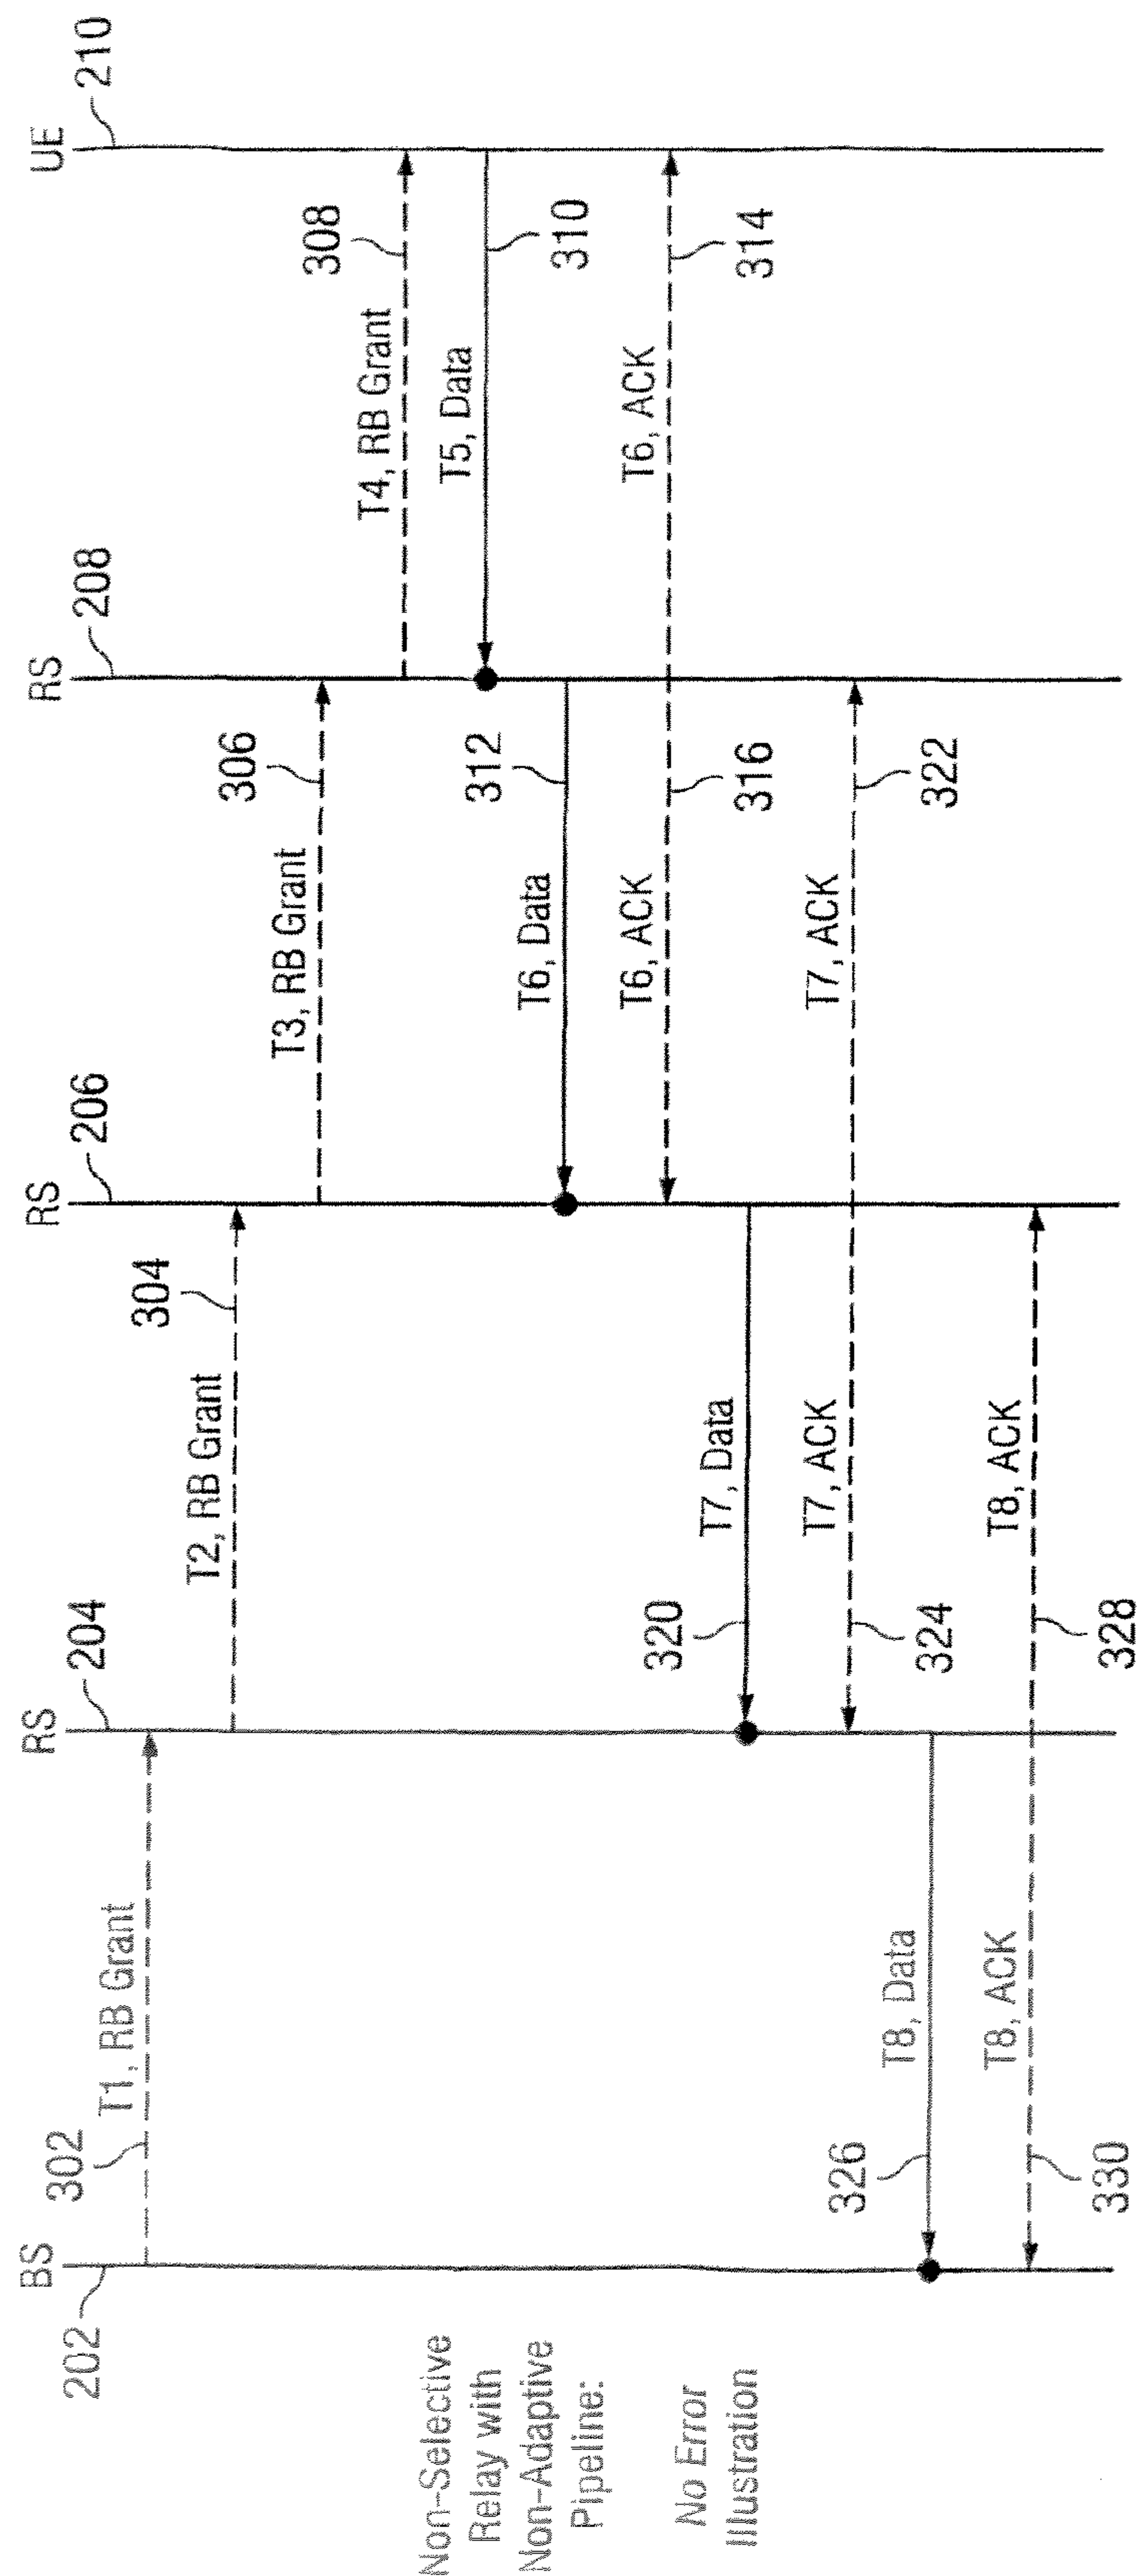 BS
202
RS
204
RS
206
RS
208
UE
210
302
T1, RB Grant
T2, RB Grant
304
T3, RB Grant
306
T4, RB Grant
308
T5, Data
310
T6, Data
312
T6, ACK
316
T6, ACK
314
320
T7, Data
324
T7, ACK
T7, ACK
322
326
T8, Data
330
T8, ACK
328
T8, ACK
Non-Selective
Relay with
Non-Adaptive
Pipeline:
No Error
Illustration